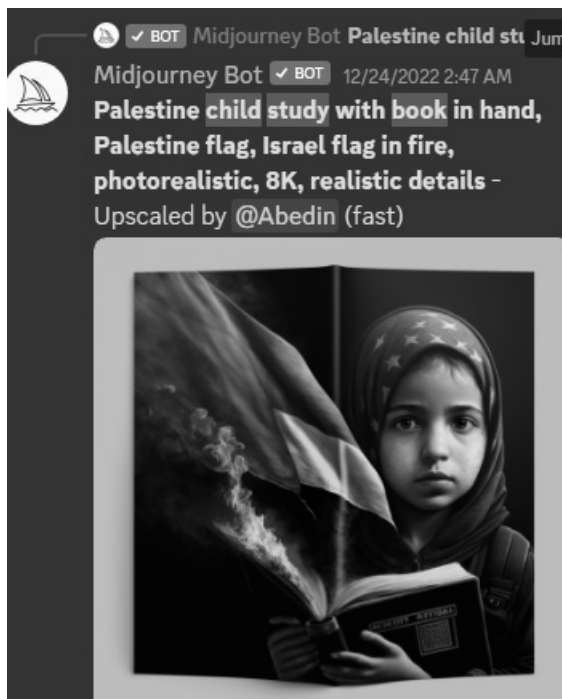 ✓ BOT Midjourney Bot Palestine child stu Jum
Midjourney Bot ✓ BOT 12/24/2022 2:47 AM
Palestine child study with book in hand,
Palestine flag, Israel flag in fire,
photorealistic, 8K, realistic details -
Upscaled by @Abedin (fast)